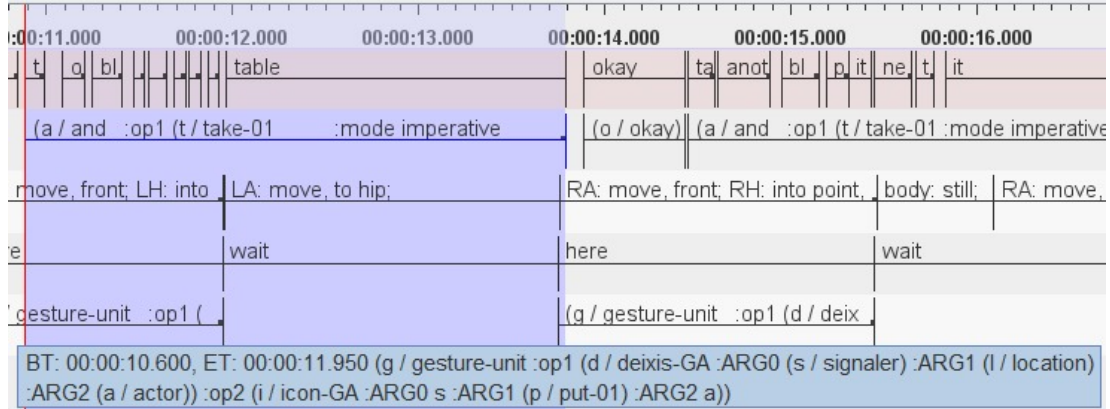 :00:11.000 00:00:12.000 00:00:13.000 00:00:14.000 00:00:15.000 00:00:16.000
t o bl table okay ta anot bl p it ne t it
(a / and :op1 (t / take-01 :mode imperative (o / okay) (a / and :op1 (t / take-01 :mode imperative
move, front; LH: into LA: move, to hip; RA: move, front; RH: into point, body: still; RA: move,
e wait here wait
gesture-unit :op1 ( (g / gesture-unit :op1 (d / deix
BT: 00:00:10.600, ET: 00:00:11.950 (g / gesture-unit :op1 (d / deixis-GA :ARG0 (s / signaler) :ARG1 (l / location)
:ARG2 (a / actor)) :op2 (i / icon-GA :ARG0 s :ARG1 (p / put-01) :ARG2 a))